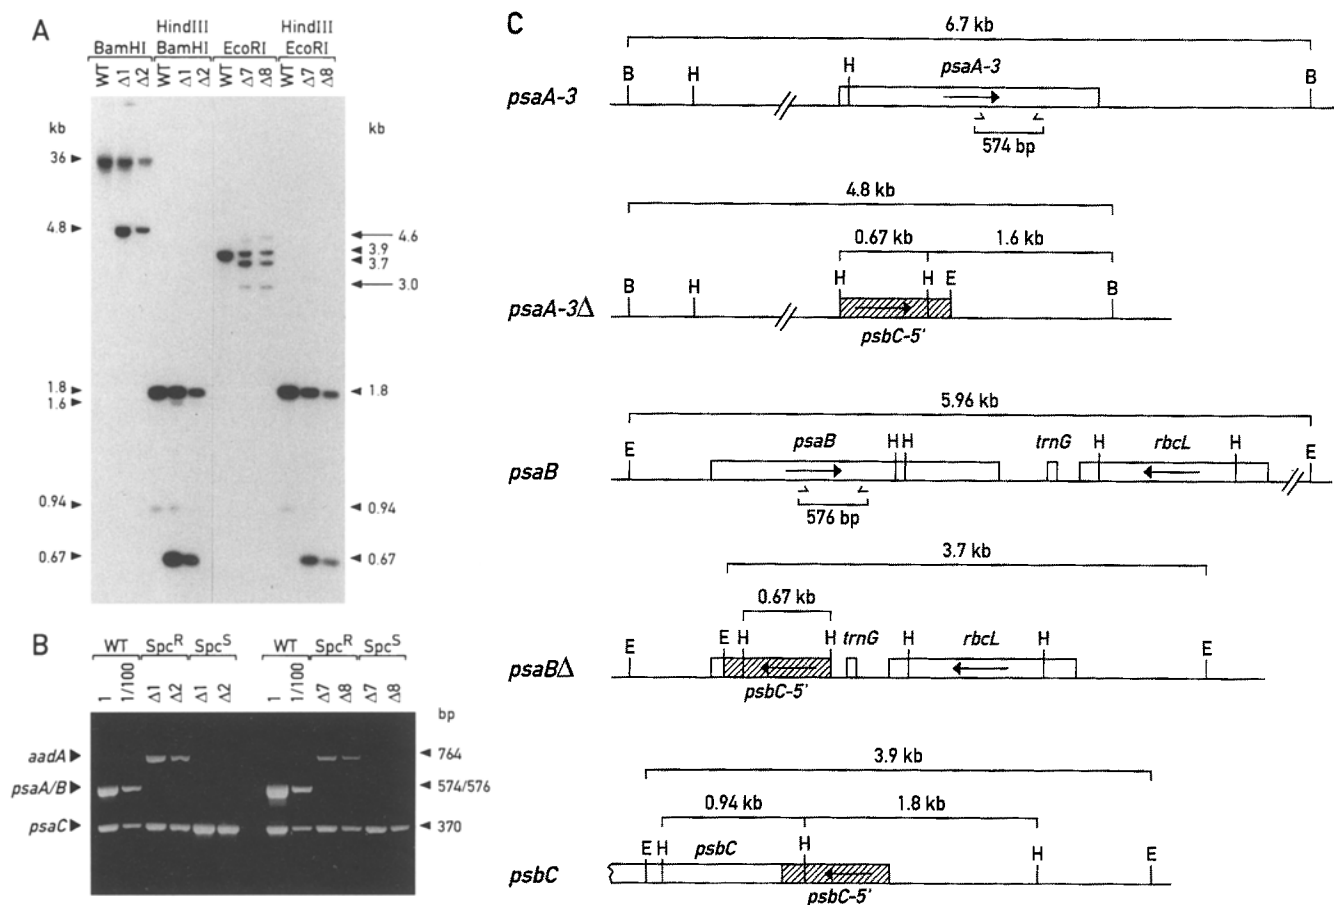 A
HindIII HindIII
BamHI BamHI EcoRI EcoRI
WT Δ1 Δ2 WT Δ1 Δ2 WT Δ7 Δ8 WT Δ7 Δ8
kb kb
36
4.8
4.6
3.9
3.7
3.0
1.8 1.8
1.6
0.94 0.94
0.67 0.67
B
WT SpcR SpcS WT SpcR SpcS
1 1/100 Δ1 Δ2 Δ1 Δ2 1 1/100 Δ7 Δ8 Δ7 Δ8
bp
aadA 764
psaA/B 574/576
psaC 370
C
6.7 kb
B H H psaA-3 B
psaA-3
574 bp
4.8 kb
0.67 kb 1.6 kb
B H H H E B
psaA-3Δ
psbC-5'
5.96 kb
E psaB H H trnG H rbcL H E
psaB
576 bp
3.7 kb
0.67 kb
E E H H trnG H rbcL H E
psaBΔ
psbC-5'
3.9 kb
0.94 kb 1.8 kb
E H psbC H H E
psbC
psbC-5'